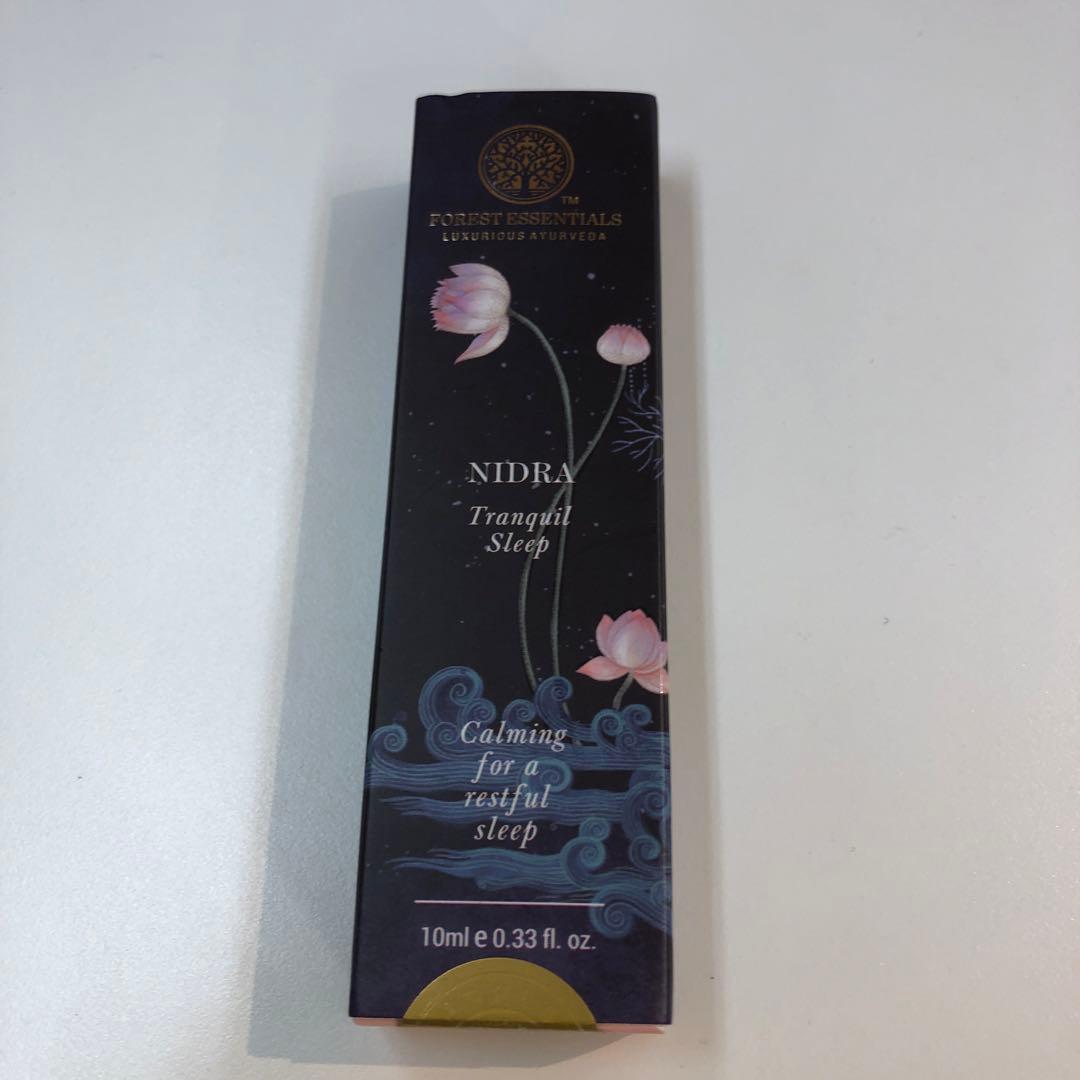 TM
FOREST ESSENTIALS
LUXURIOUS AYURVEDA
NIDRA
Tranquil
Sleep
Calming
for a
restful
sleep
10ml e 0.33 fl. oz.